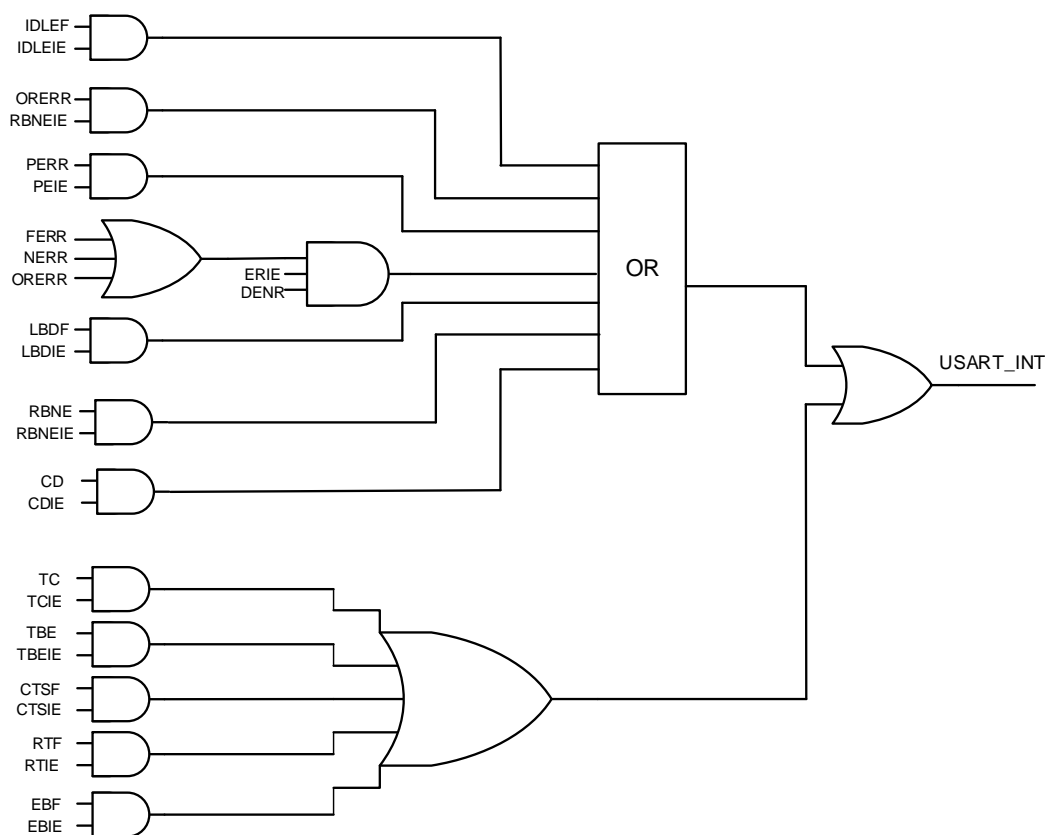 IDLEF
IDLEIE
ORERR
RBNEIE
PERR
PEIE
FERR
NERR
ORERR
ERIE
DENR
LBDF
LBDIE
RBNE
RBNEIE
CD
CDIE
OR
USART_INT
TC
TCIE
TBE
TBEIE
CTSF
CTSIE
RTF
RTIE
EBF
EBIE